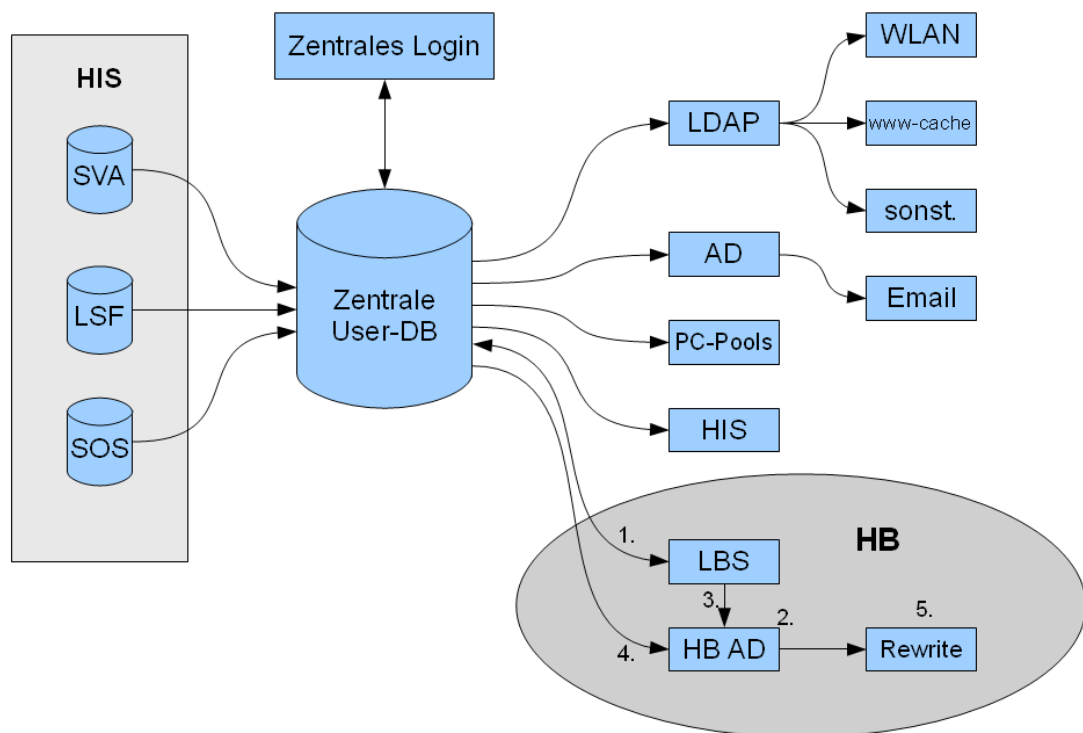 HIS
SVA
LSF
SOS
Zentrales Login
Zentrale
User-DB
LDAP
WLAN
www-cache
sonst.
AD
Email
PC-Pools
HIS
HB
1.
LBS
3.
2.
5.
4.
HB AD
Rewrite